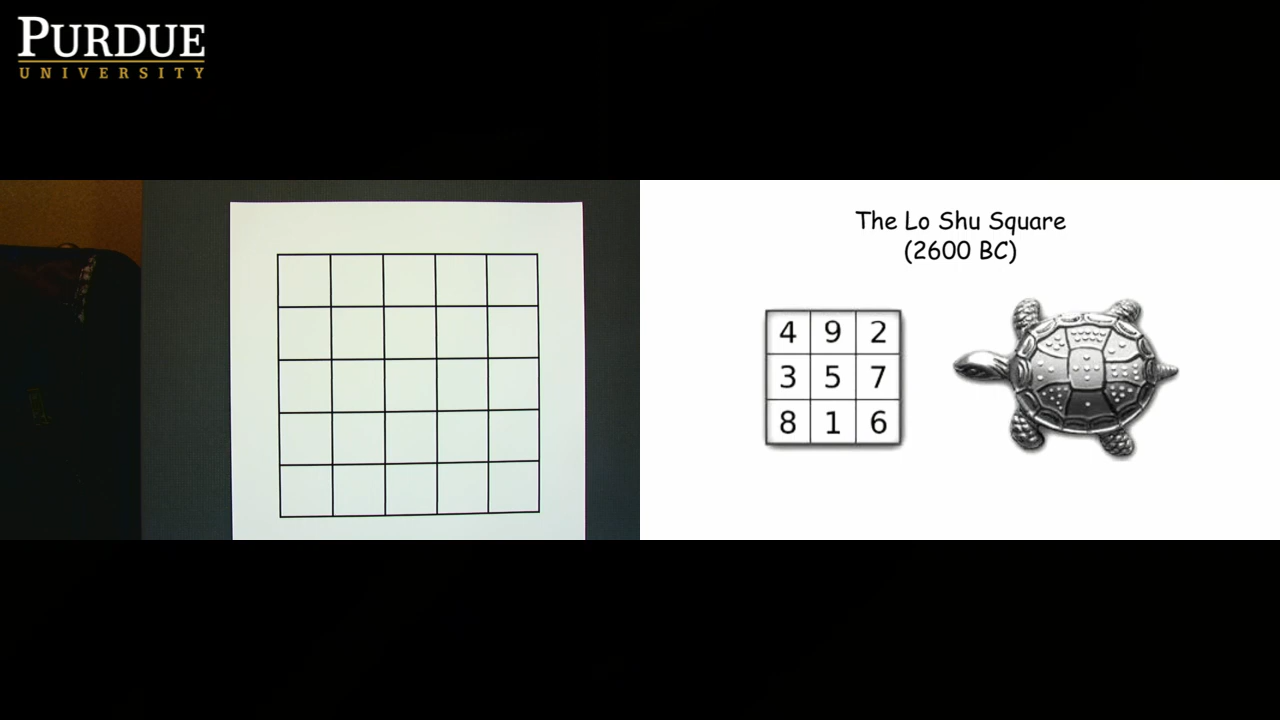 PURDUE
UNIVERSITY
The Lo Shu Square
(2600 BC)
4 9 2
3 5 7
8 1 6